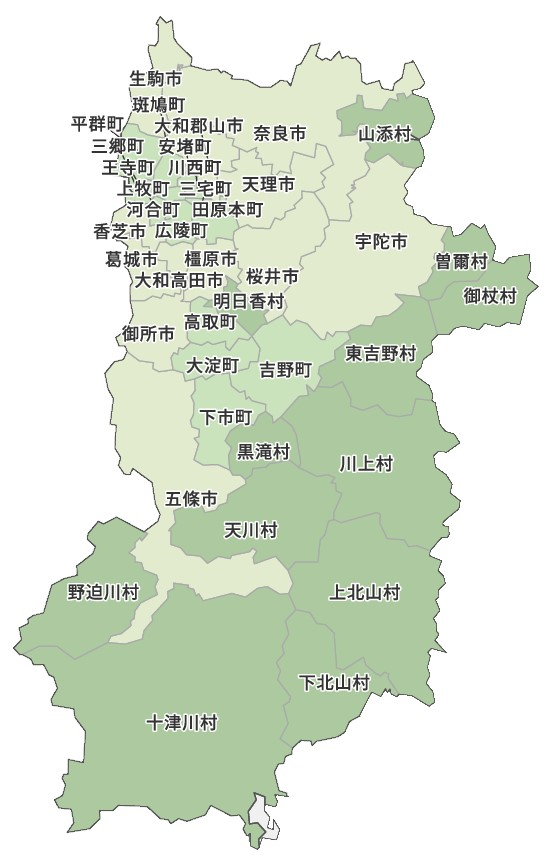 生駒市
斑鳩町
平群町
大和郡山市
奈良市
山添村
三郷町
安堵町
王寺町
川西町
上牧町
三宅町
天理市
河合町
田原本町
香芝市
広陵町
宇陀市
葛城市
橿原市
曽爾村
大和高田市
桜井市
御杖村
明日香村
高取町
御所市
東吉野村
大淀町
吉野町
下市町
黒滝村
川上村
五條市
天川村
野迫川村
上北山村
下北山村
十津川村